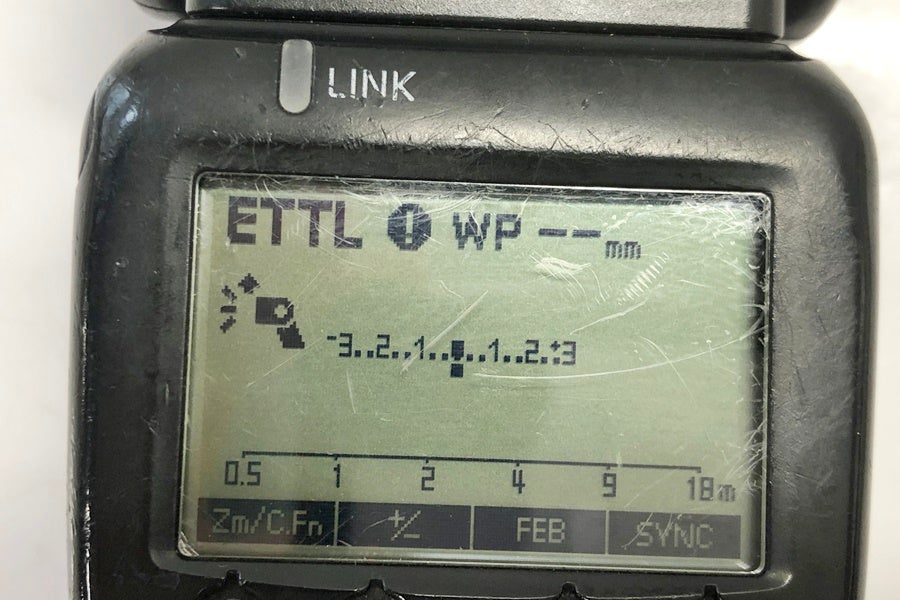 LINK
ETTL ! WP --mm
-3..2..1..■..1..2..+3
0.5 1 2 4 9 18m
Zm/C.Fn +/- FEB SYNC